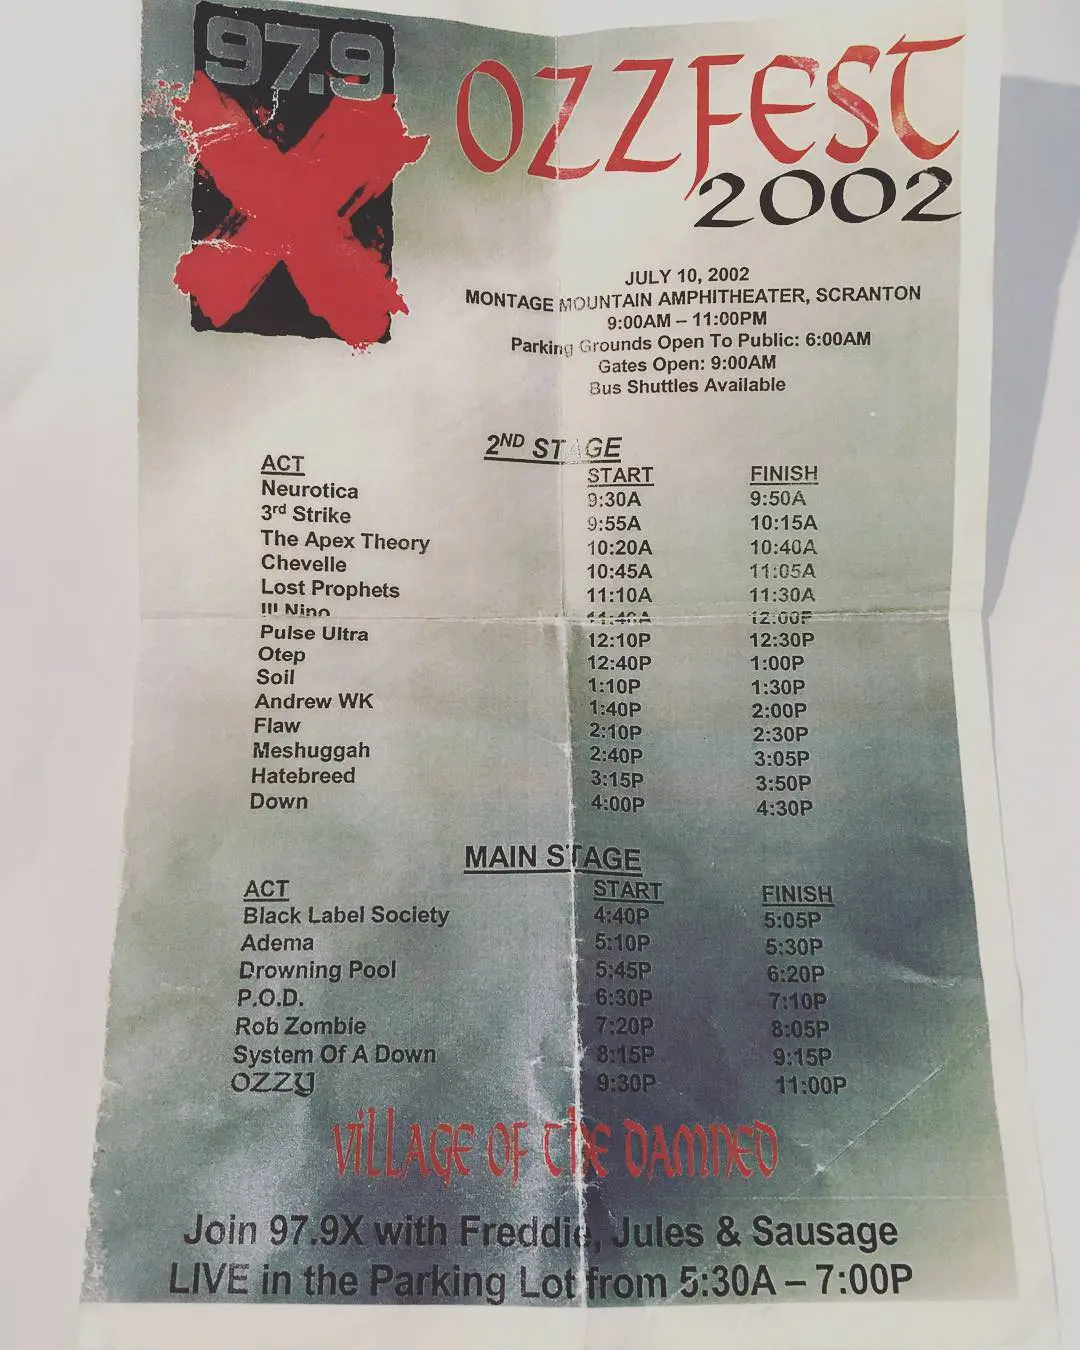 97.9
X
OZZFEST
2002
JULY 10, 2002
MONTAGE MOUNTAIN AMPHITHEATER, SCRANTON
9:00AM – 11:00PM
Parking Grounds Open To Public: 6:00AM
Gates Open: 9:00AM
Bus Shuttles Available
2ND STAGE
ACT START FINISH
Neurotica 9:30A 9:50A
3rd Strike 9:55A 10:15A
The Apex Theory 10:20A 10:40A
Chevelle 10:45A 11:05A
Lost Prophets 11:10A 11:30A
Ill Nino 11:40A 12:00P
Pulse Ultra 12:10P 12:30P
Otep 12:40P 1:00P
Soil 1:10P 1:30P
Andrew WK 1:40P 2:00P
Flaw 2:10P 2:30P
Meshuggah 2:40P 3:05P
Hatebreed 3:15P 3:50P
Down 4:00P 4:30P
MAIN STAGE
ACT START FINISH
Black Label Society 4:40P 5:05P
Adema 5:10P 5:30P
Drowning Pool 5:45P 6:20P
P.O.D. 6:30P 7:10P
Rob Zombie 7:20P 8:05P
System Of A Down 8:15P 9:15P
OZZY 9:30P 11:00P
VILLAGE OF THE DAMNED
Join 97.9X with Freddie, Jules & Sausage
LIVE in the Parking Lot from 5:30A – 7:00P